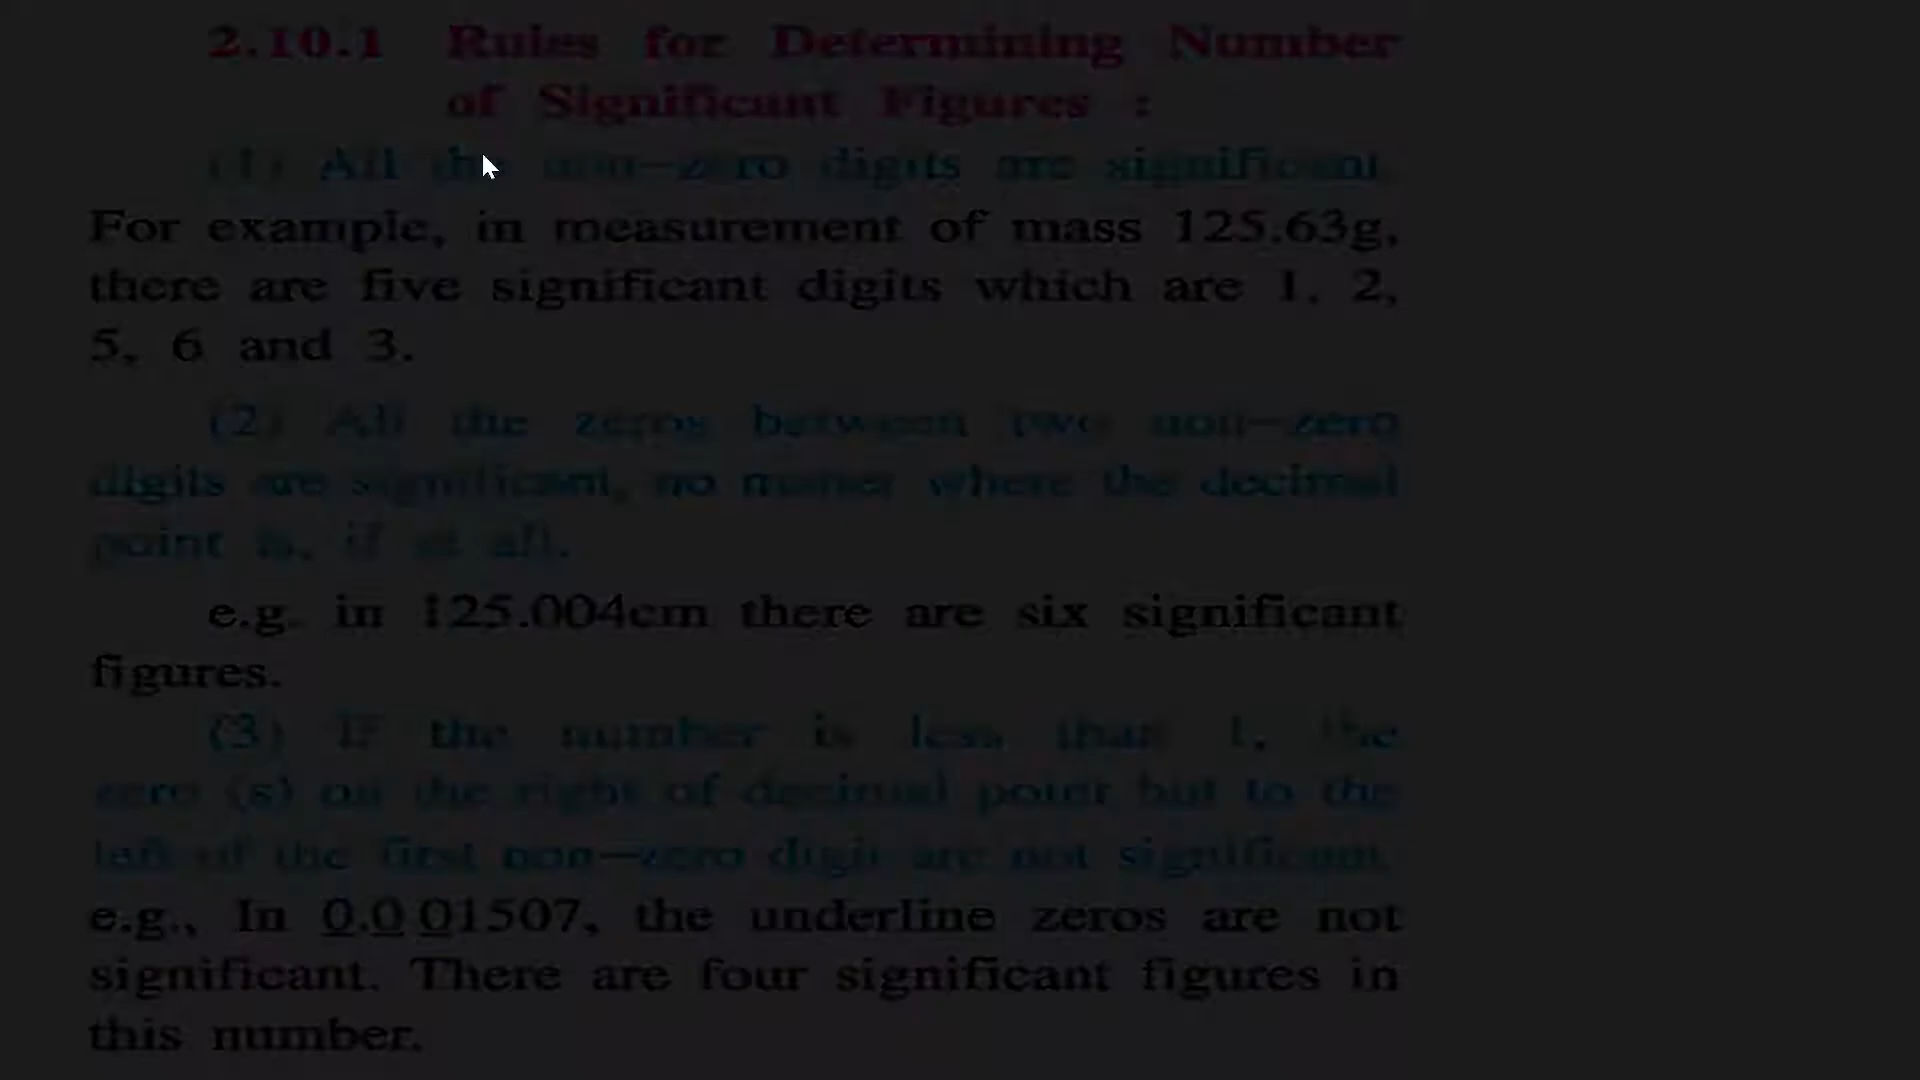 2.10.1 Rules for Determining Number
of Significant Figures :
(1) All the non–zero digits are significant.
For example, in measurement of mass 125.63g,
there are five significant digits which are 1, 2,
5, 6 and 3.
(2) All the zeros between two non–zero
digits are significant, no matter where the decimal
point is, if at all.
e.g. in 125.004cm there are six significant
figures.
(3) If the number is less than 1, the
zero (s) on the right of decimal point but to the
left of the first non–zero digit are not significant.
e.g., In 0.0 01507, the underline zeros are not
significant. There are four significant figures in
this number.